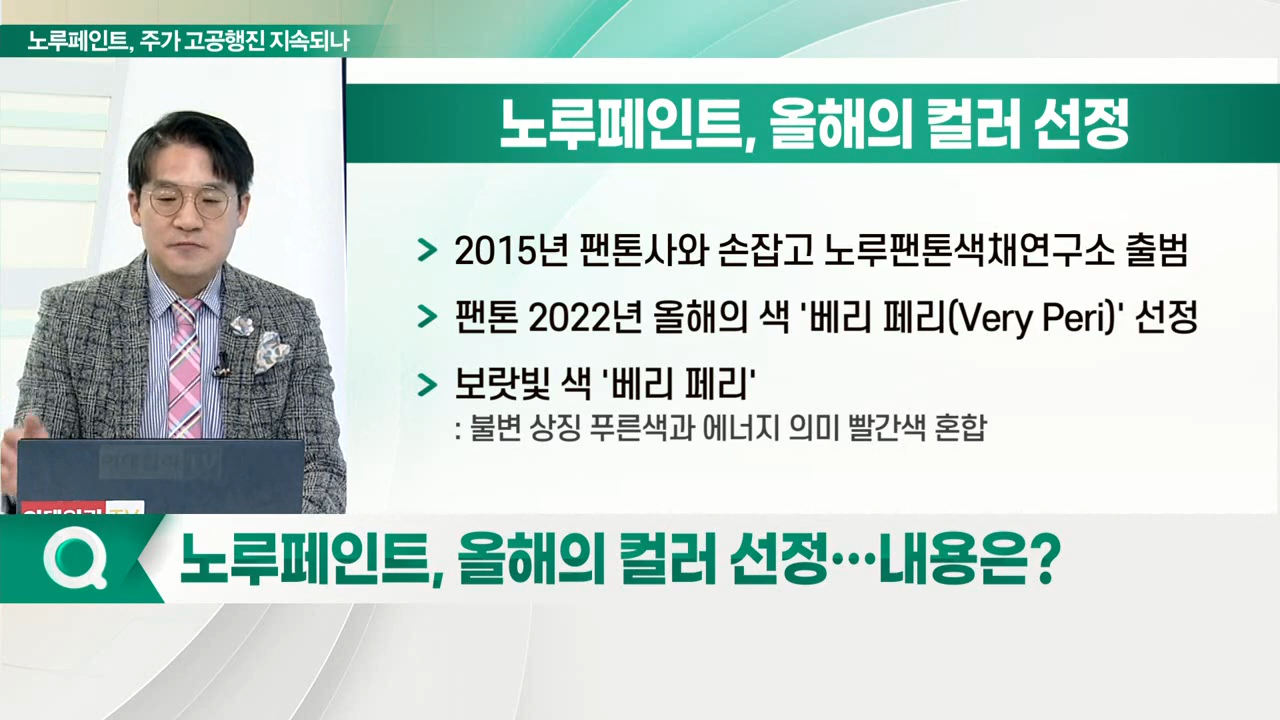 노루페인트, 주가 고공행진 지속되나
노루페인트, 올해의 컬러 선정
> 2015년 팬톤사와 손잡고 노루팬톤색채연구소 출범
> 팬톤 2022년 올해의 색 '베리 페리(Very Peri)' 선정
> 보랏빛 색 '베리 페리'
: 불변 상징 푸른색과 에너지 의미 빨간색 혼합
이데일리 TV
Q 노루페인트, 올해의 컬러 선정…내용은?